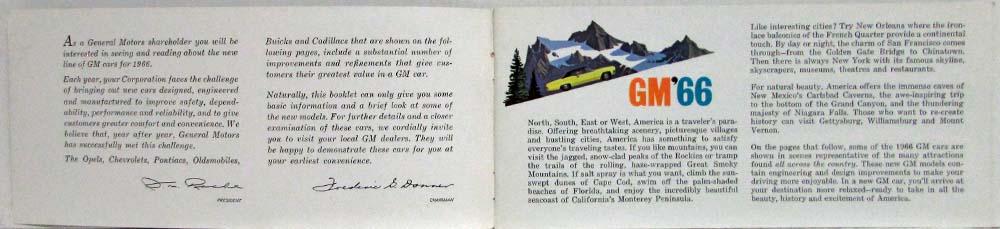 As a General Motors shareholder you will be
interested in seeing and reading about the new
line of GM cars for 1966.
Each year, your Corporation faces the challenge
of bringing out new cars designed, engineered
and manufactured to improve safety, depend-
ability, performance and reliability, and to give
customers greater comfort and convenience. We
believe that, year after year, General Motors
has successfully met this challenge.
The Opels, Chevrolets, Pontiacs, Oldsmobiles,
PRESIDENT
Buicks and Cadillacs that are shown on the fol-
lowing pages, include a substantial number of
improvements and refinements that give cus-
tomers their greatest value in a GM car.
Naturally, this booklet can only give you some
basic information and a brief look at some of
the new models. For further details and a closer
examination of these cars, we cordially invite
you to visit your local GM dealers. They will
be happy to demonstrate these cars for you at
your earliest convenience.
Frederic G. Donner
CHAIRMAN
GM'66
North, South, East or West, America is a traveler's para-
dise. Offering breathtaking scenery, picturesque villages
and bustling cities, America has something to satisfy
everyone's traveling tastes. If you like mountains, you can
visit the jagged, snow-clad peaks of the Rockies or tramp
the trails of the rolling, haze-wrapped Great Smoky
Mountains. If salt spray is what you want, climb the sun-
swept dunes of Cape Cod, swim off the palm-shaded
beaches of Florida, and enjoy the incredibly beautiful
seacoast of California's Monterey Peninsula.
Like interesting cities? Try New Orleans where the iron-
lace balconies of the French Quarter provide a continental
touch. By day or night, the charm of San Francisco comes
through—from the Golden Gate Bridge to Chinatown.
Then there is always New York with its famous skyline,
skyscrapers, museums, theatres and restaurants.
For natural beauty, America offers the immense caves of
New Mexico's Carlsbad Caverns, the awe-inspiring trip
to the bottom of the Grand Canyon, and the thundering
majesty of Niagara Falls. Those who want to re-create
history can visit Gettysburg, Williamsburg and Mount
Vernon.
On the pages that follow, some of the 1966 GM cars are
shown in scenes representative of the many attractions
found all across the country. These new GM models con-
tain engineering and design improvements to make your
driving more enjoyable. In a new GM car, you'll arrive at
your destination more relaxed—ready to take in all the
beauty, history and excitement of America.